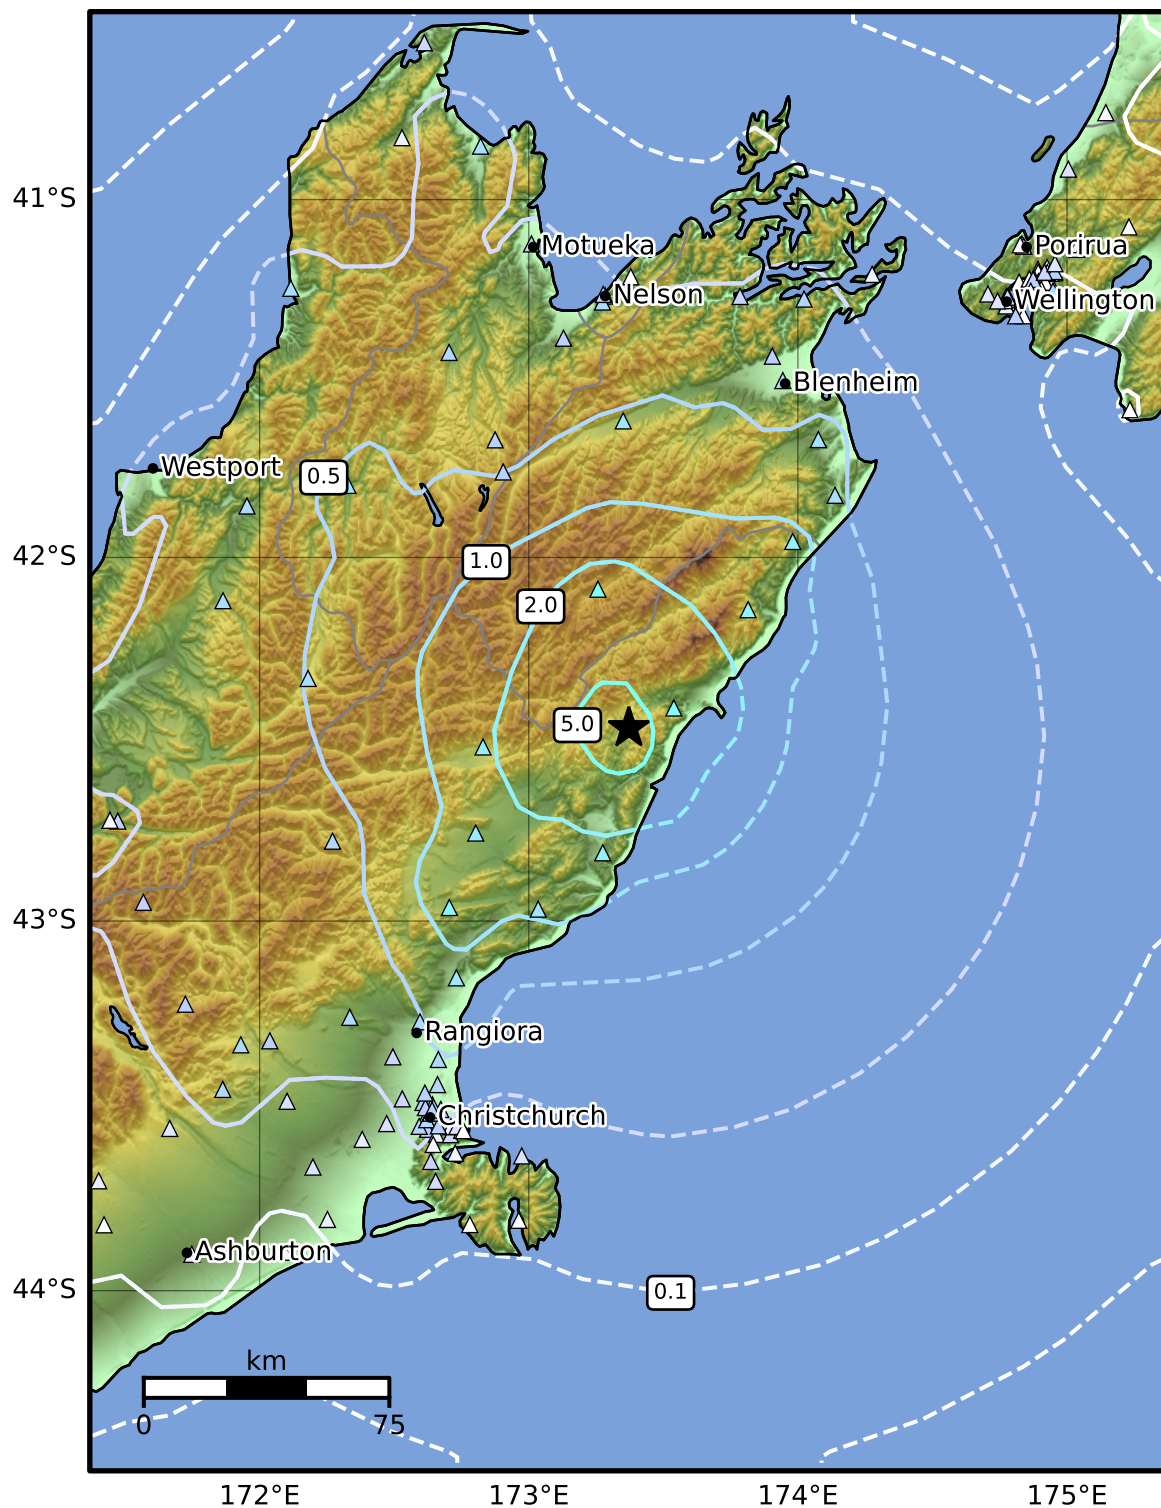 41°S
Motueka
Porirua
Nelson
Wellington
Blenheim
Westport
0.5
42°S
1.0
2.0
5.0
43°S
Rangiora
Christchurch
Ashburton
44°S
0.1
km
0
75
172°E
173°E
174°E
175°E